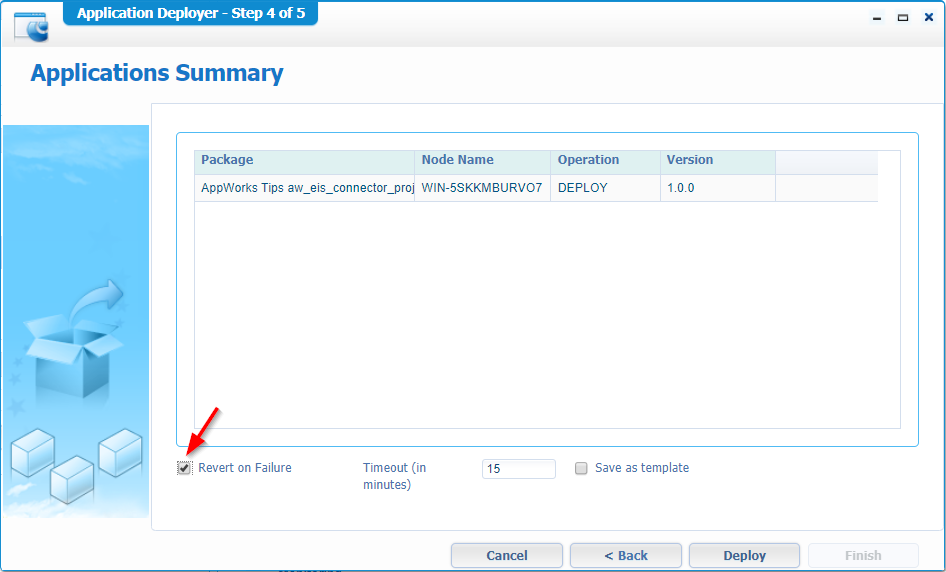 Application Deployer - Step 4 of 5
Applications Summary
Package Node Name Operation Version
AppWorks Tips aw_eis_connector_proj WIN-5SKKMBURVO7 DEPLOY 1.0.0
Revert on Failure Timeout (in 15 Save as template
minutes)
Cancel < Back Deploy Finish